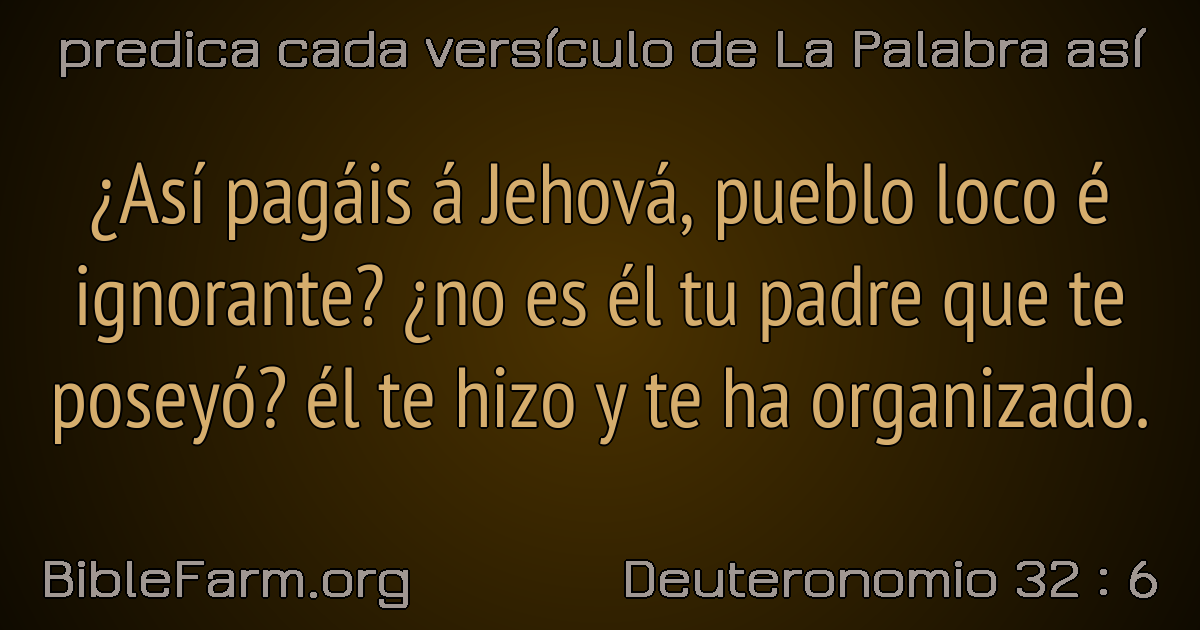 predica cada versículo de La Palabra así
¿Así pagáis á Jehová, pueblo loco é
ignorante? ¿no es él tu padre que te
poseyó? él te hizo y te ha organizado.
BibleFarm.org
Deuteronomio 32 : 6